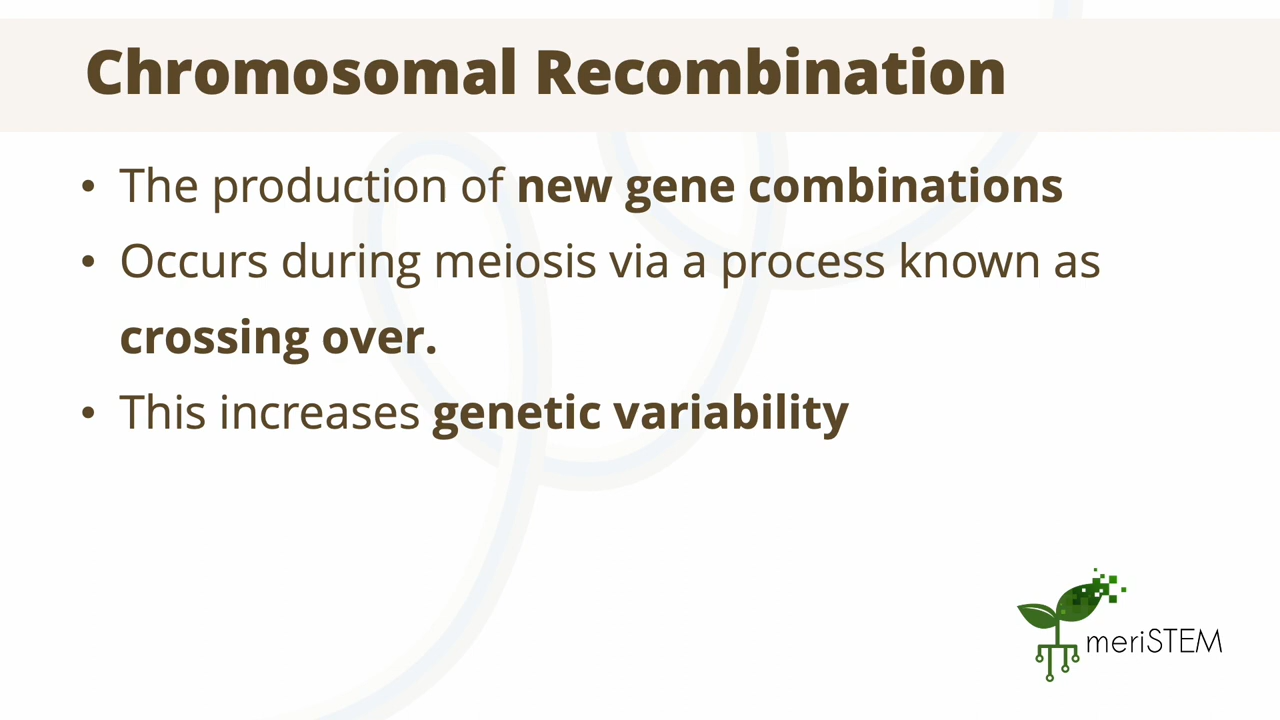 Chromosomal Recombination
• The production of new gene combinations
• Occurs during meiosis via a process known as
crossing over.
• This increases genetic variability
meriSTEM